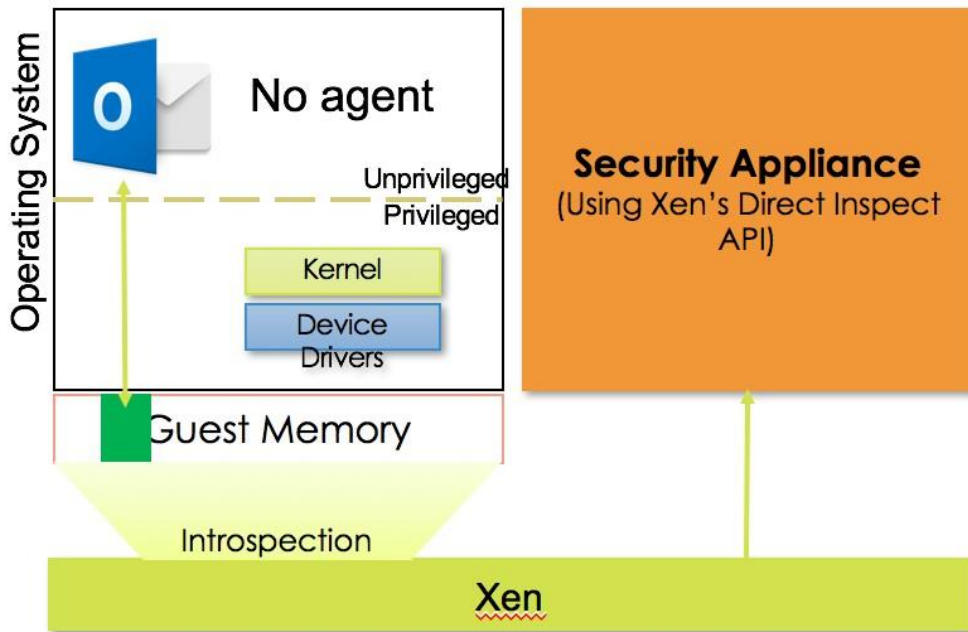 Operating System
O
No agent
Unprivileged
Privileged
Kernel
Device
Drivers
Guest Memory
Introspection
Xen
Security Appliance
(Using Xen's Direct Inspect
API)